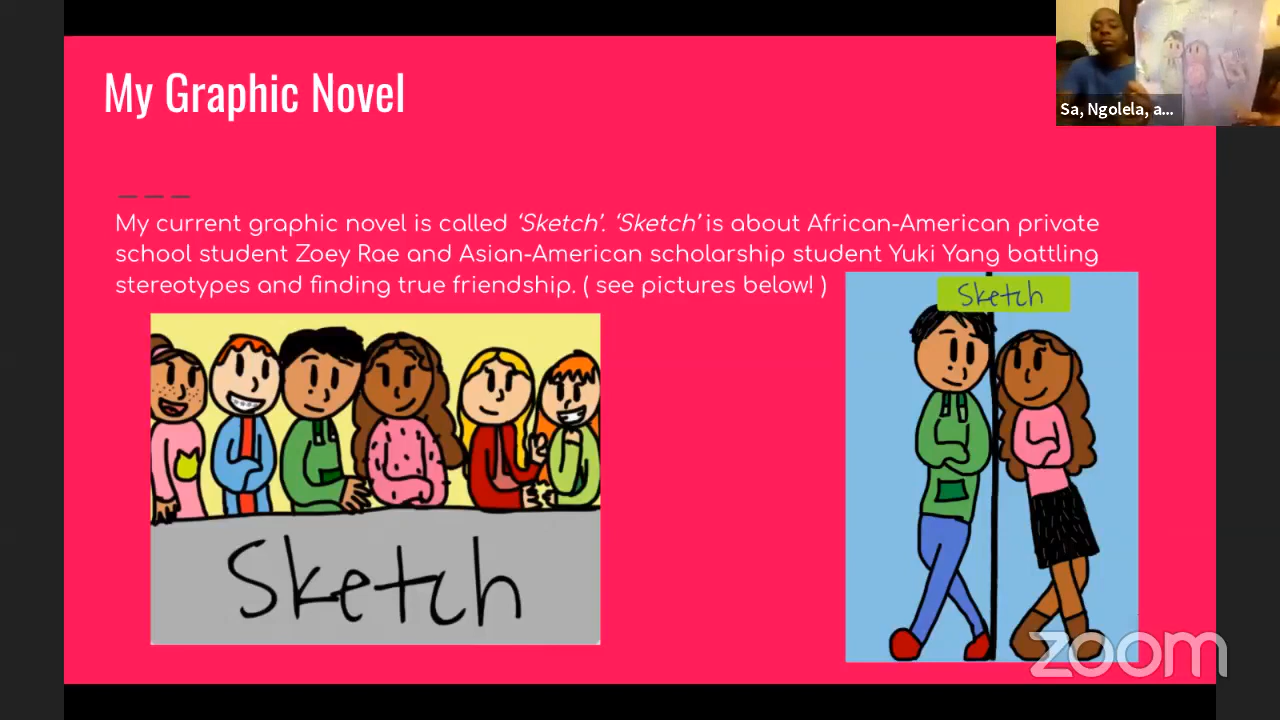 My Graphic Novel
Sa, Ngolela, a...
My current graphic novel is called ‘Sketch’. ‘Sketch’ is about African-American private
school student Zoey Rae and Asian-American scholarship student Yuki Yang battling
stereotypes and finding true friendship. ( see pictures below! )
Sketch
Sketch
zoom